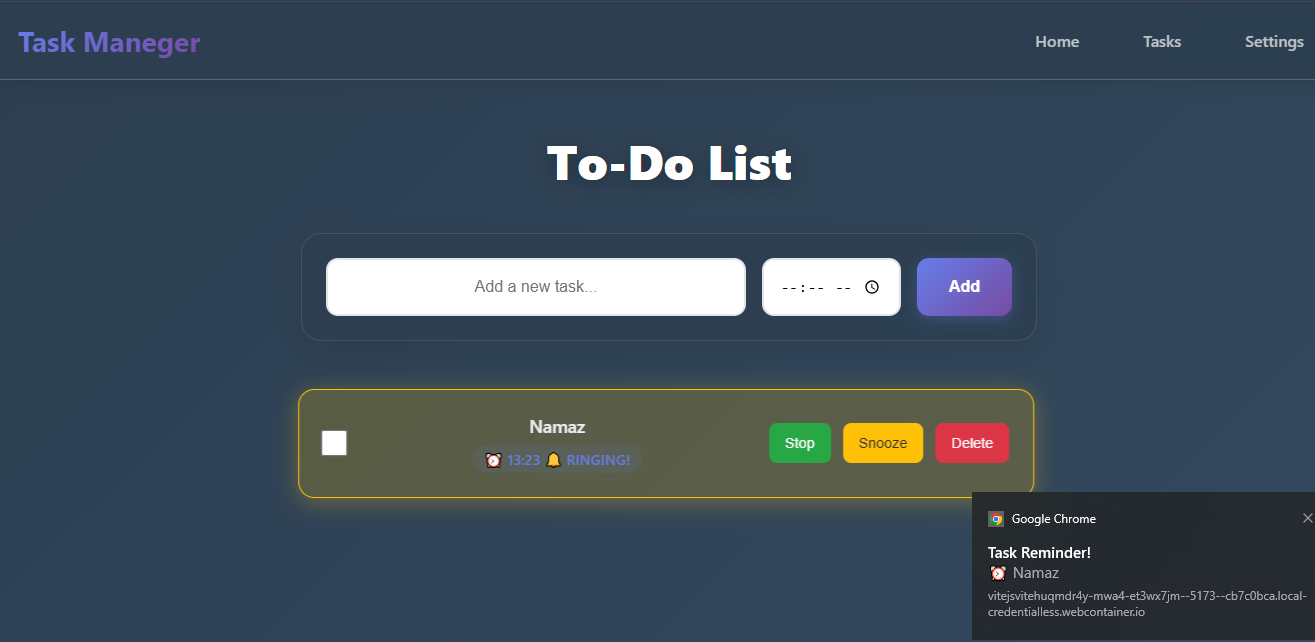 Task Maneger
Home Tasks Settings
To-Do List
Add a new task...
--:-- --
Add
Namaz
⏰ 13:23 🔔 RINGING!
Stop Snooze Delete
Google Chrome
Task Reminder!
⏰ Namaz
vitejsvitehuqmdr4y-mwa4-et3wx7jm--5173--cb7c0bca.local-
credentialless.webcontainer.io